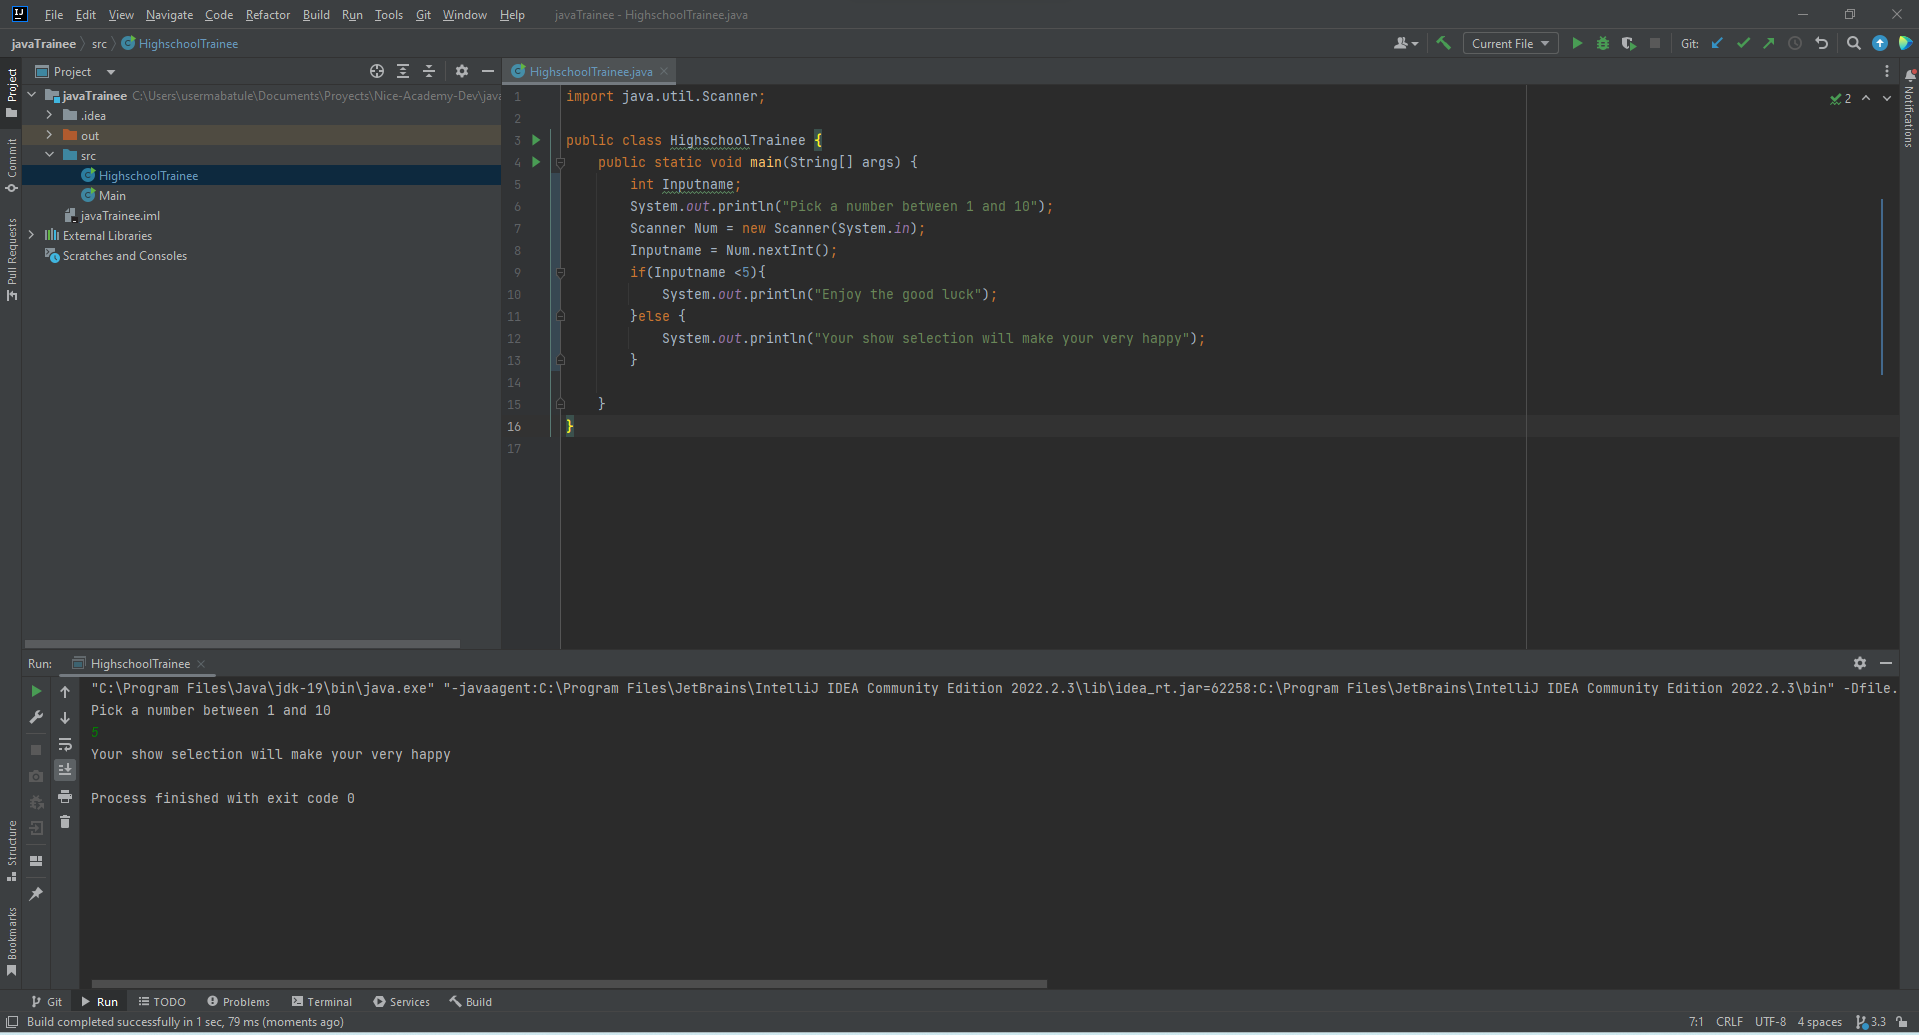 File Edit View Navigate Code Refactor Build Run Tools Git Window Help javaTrainee - HighschoolTrainee.java
javaTrainee src HighschoolTrainee Current File Git:
Project
HighschoolTrainee.java
javaTrainee C:\Users\usermabatule\Documents\Proyects\Nice-Academy-Dev\java
.idea
out
src
HighschoolTrainee
Main
javaTrainee.iml
External Libraries
Scratches and Consoles
Project
Commit
Pull Requests
Structure
Bookmarks
Notifications
2
1 import java.util.Scanner;
2
3 public class HighschoolTrainee {
4 public static void main(String[] args) {
5 int Inputname;
6 System.out.println("Pick a number between 1 and 10");
7 Scanner Num = new Scanner(System.in);
8 Inputname = Num.nextInt();
9 if(Inputname <5){
10 System.out.println("Enjoy the good luck");
11 }else {
12 System.out.println("Your show selection will make your very happy");
13 }
14
15 }
16 }
17
Run: HighschoolTrainee
"C:\Program Files\Java\jdk-19\bin\java.exe" "-javaagent:C:\Program Files\JetBrains\IntelliJ IDEA Community Edition 2022.2.3\lib\idea_rt.jar=62258:C:\Program Files\JetBrains\IntelliJ IDEA Community Edition 2022.2.3\bin" -Dfile.
Pick a number between 1 and 10
5
Your show selection will make your very happy
Process finished with exit code 0
Git Run TODO Problems Terminal Services Build
Build completed successfully in 1 sec, 79 ms (moments ago) 7:1 CRLF UTF-8 4 spaces 3.3